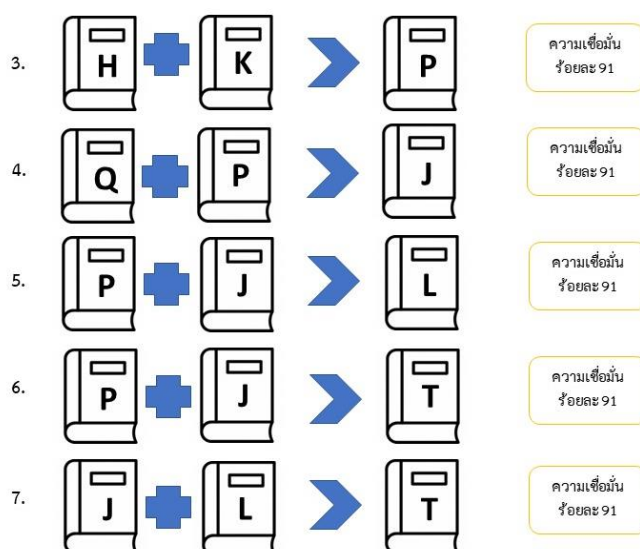 3. H K P ความเชื่อมั่น
ร้อยละ 91
4. Q P J ความเชื่อมั่น
ร้อยละ 91
5. P J L ความเชื่อมั่น
ร้อยละ 91
6. P J T ความเชื่อมั่น
ร้อยละ 91
7. J L T ความเชื่อมั่น
ร้อยละ 91